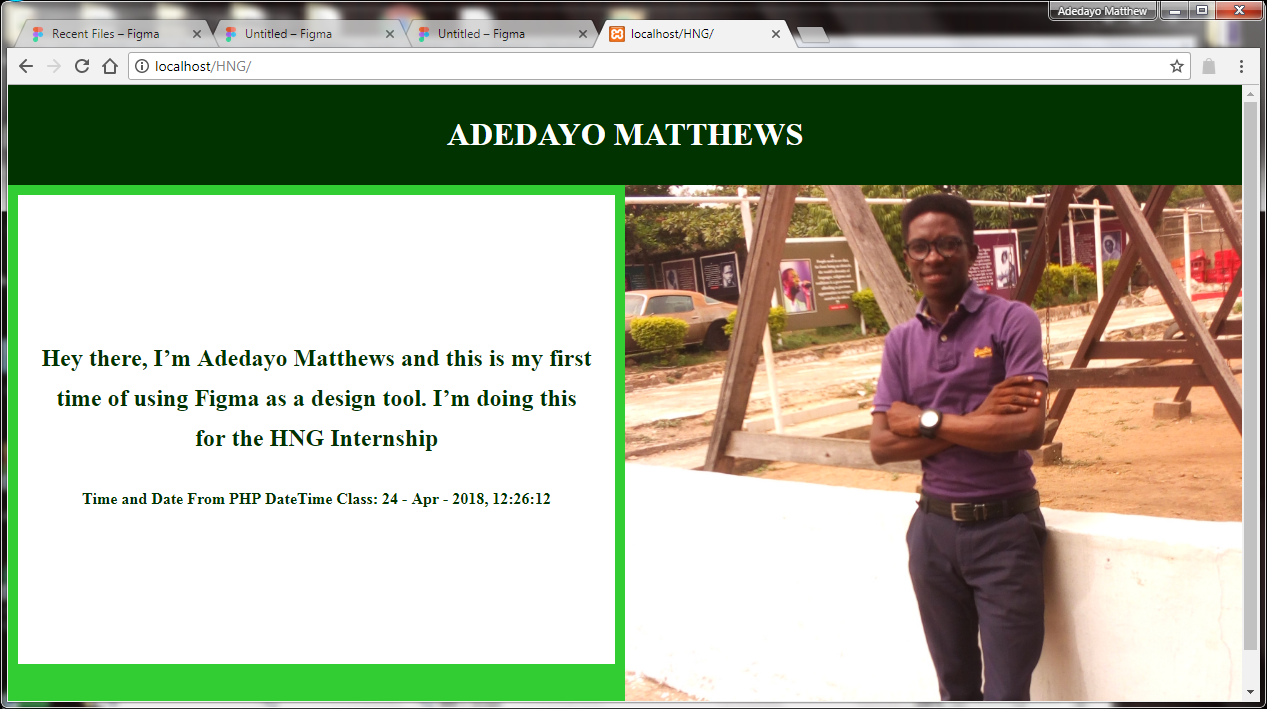 Adedayo Matthew
Recent Files – Figma
Untitled – Figma
Untitled – Figma
localhost/HNG/
localhost/HNG/
ADEDAYO MATTHEWS
Hey there, I’m Adedayo Matthews and this is my first
time of using Figma as a design tool. I’m doing this
for the HNG Internship
Time and Date From PHP DateTime Class: 24 - Apr - 2018, 12:26:12